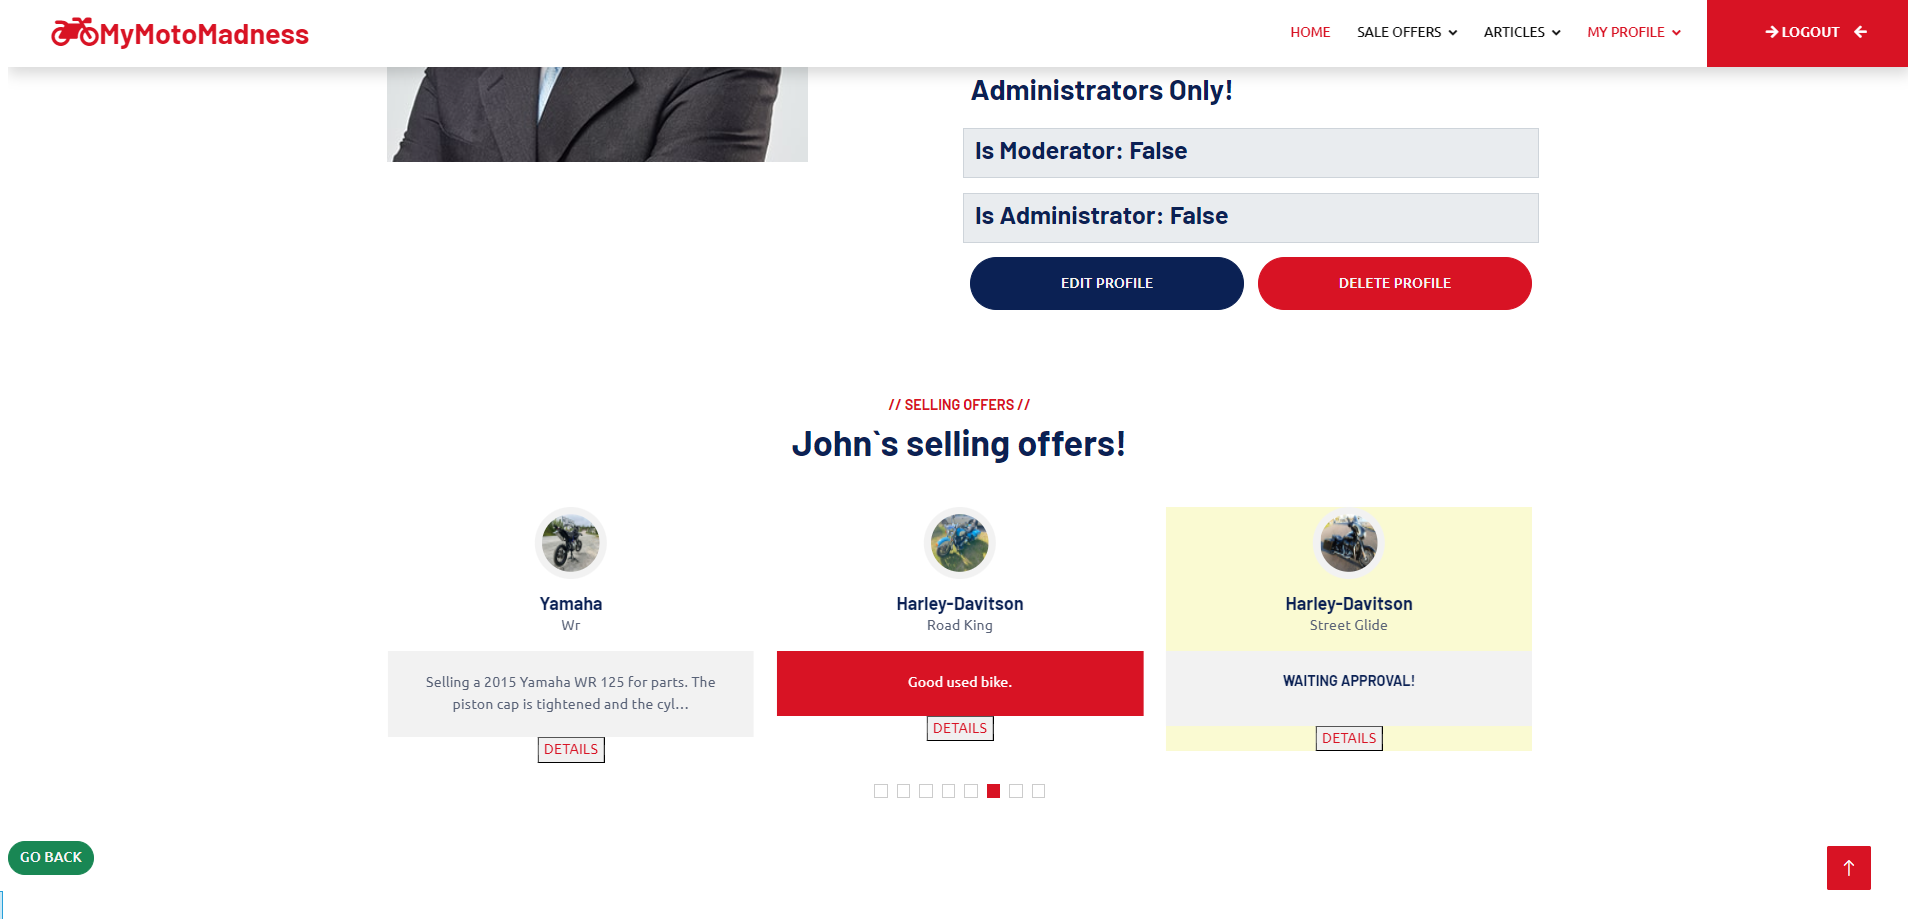 MyMotoMadness
HOME
SALE OFFERS
ARTICLES
MY PROFILE
LOGOUT
Administrators Only!
Is Moderator: False
Is Administrator: False
EDIT PROFILE
DELETE PROFILE
// SELLING OFFERS //
John`s selling offers!
Yamaha
Wr
Selling a 2015 Yamaha WR 125 for parts. The
piston cap is tightened and the cyl...
DETAILS
Harley-Davitson
Road King
Good used bike.
DETAILS
Harley-Davitson
Street Glide
WAITING APPROVAL!
DETAILS
GO BACK